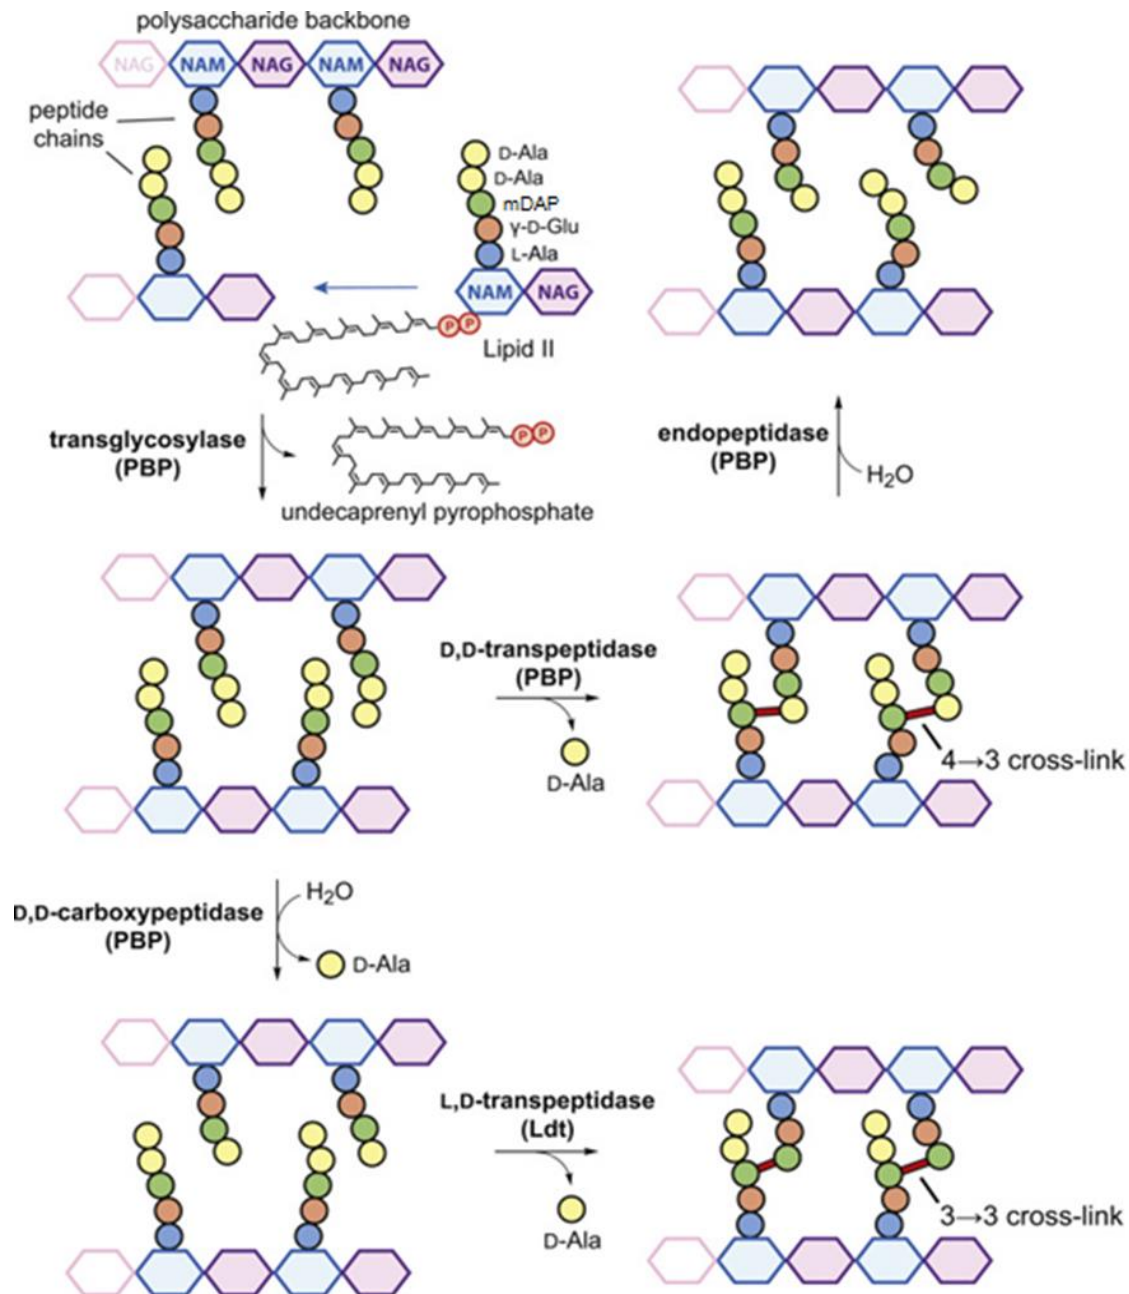 polysaccharide backbone
NAG NAM NAG NAM NAG
peptide
chains
D-Ala
D-Ala
mDAP
γ-D-Glu
L-Ala
NAM NAG
P P
Lipid II
transglycosylase
(PBP)
P P
undecaprenyl pyrophosphate
endopeptidase
(PBP)
H₂O
D,D-transpeptidase
(PBP)
D-Ala
4→3 cross-link
D,D-carboxypeptidase
(PBP)
H₂O
D-Ala
L,D-transpeptidase
(Ldt)
D-Ala
3→3 cross-link